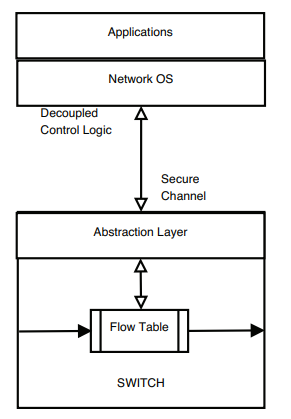 Applications
Network OS
Decoupled
Control Logic
Secure
Channel
Abstraction Layer
Flow Table
SWITCH